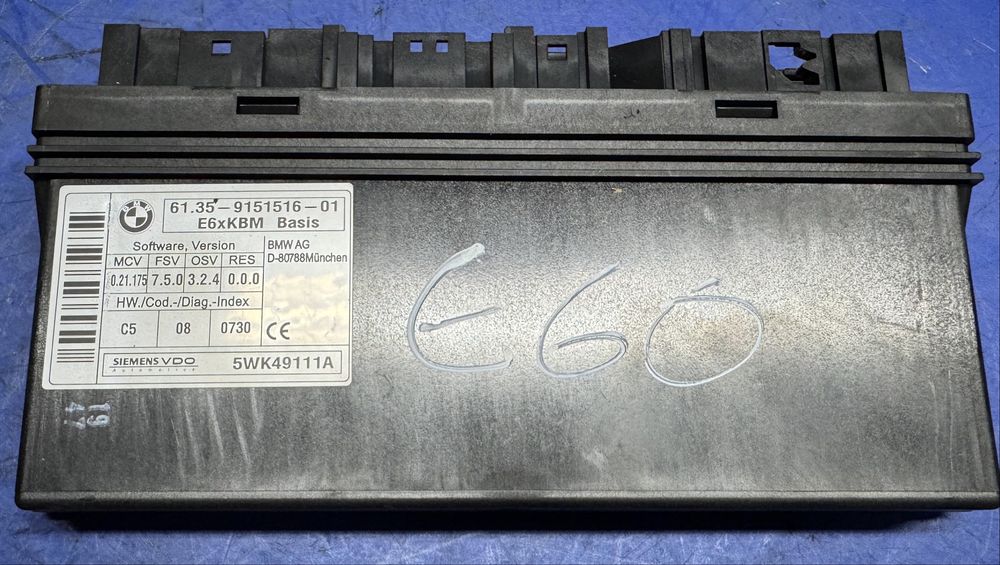 BMW
61.35-9151516-01
E6xKBM Basis
Software, Version
MCV FSV OSV RES
0.21.175 7.5.0 3.2.4 0.0.0
BMW AG
D-80788München
HW./Cod.-/Diag.-Index
C5 08 0730
CE
SIEMENS VDO
Automotive
5WK49111A
E60